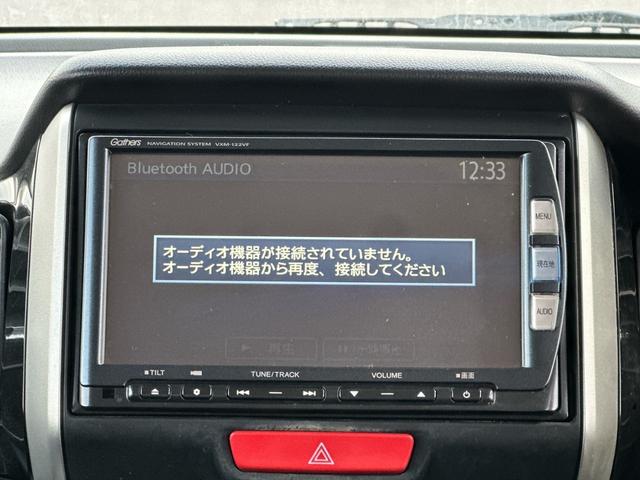 Gathers NAVIGATION SYSTEM VXM-122VF
Bluetooth AUDIO 12:33
オーディオ機器が接続されていません。
オーディオ機器から再度、接続してください
MENU
現在地
AUDIO
再生
TILT TUNE/TRACK VOLUME 画面